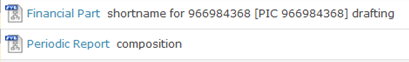 Financial Part shortname for 966984368 [PIC 966984368] drafting
Periodic Report composition